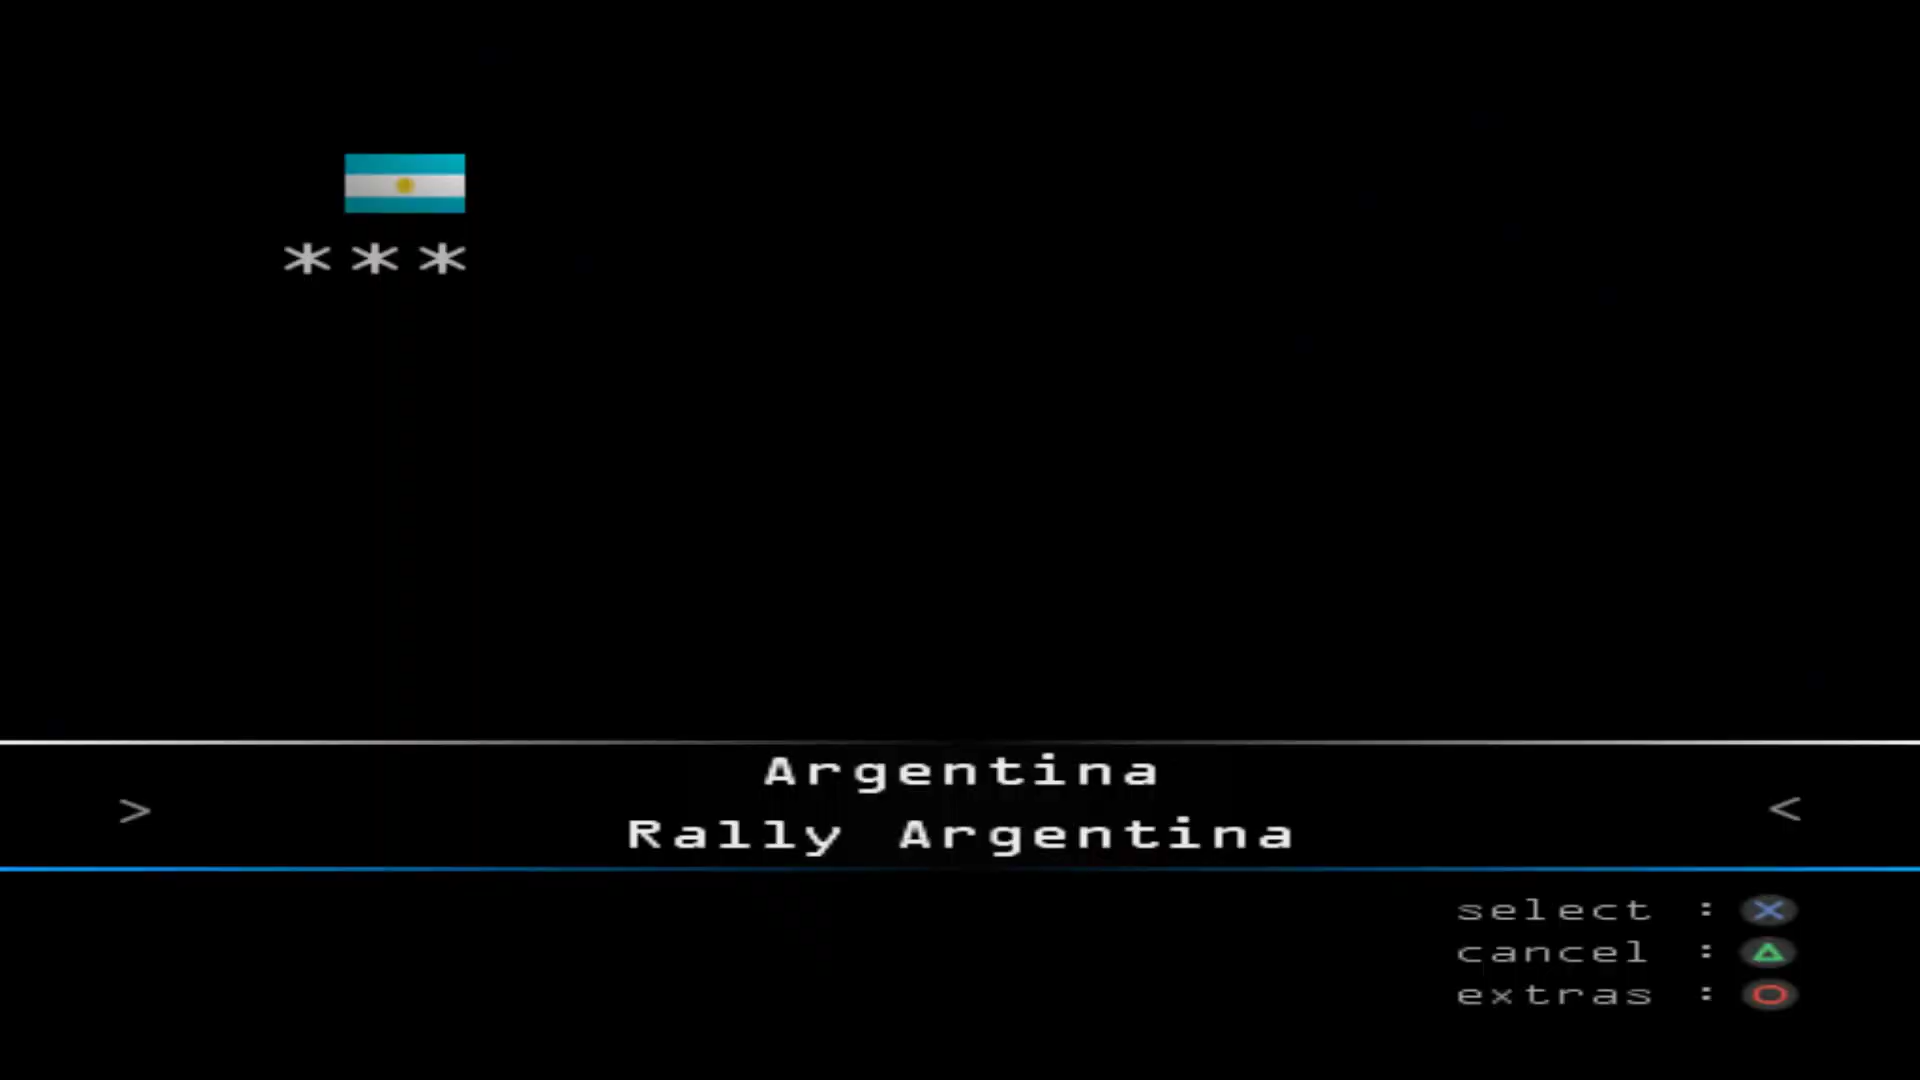 ***
Argentina
> <
Rally Argentina
select :
cancel :
extras :